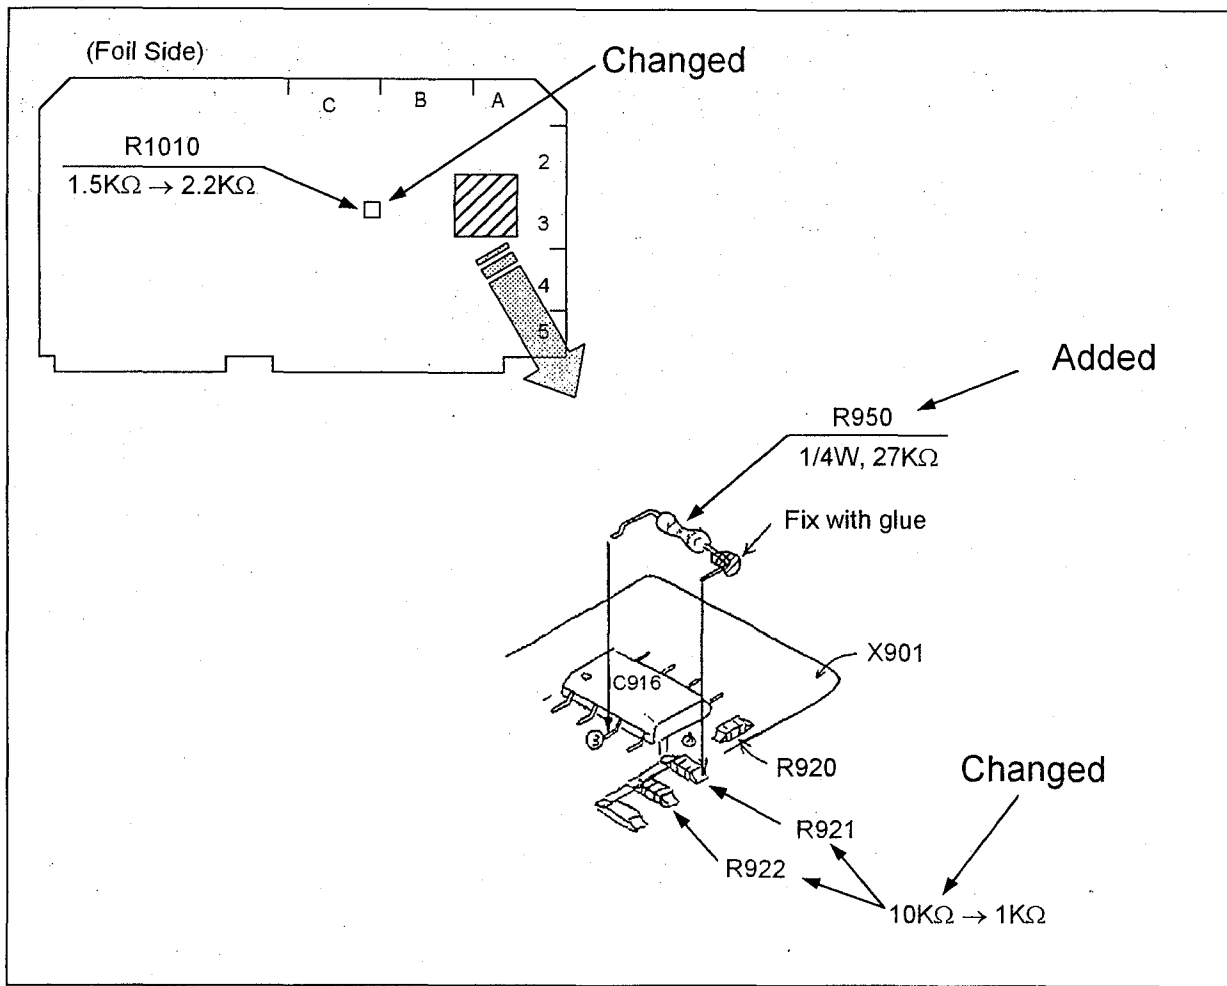 (Foil Side)
Changed
C
B
A
R1010
1.5KΩ → 2.2KΩ
2
3
4
5
Added
R950
1/4W, 27KΩ
Fix with glue
X901
C916
3
R920
Changed
R921
R922
10KΩ → 1KΩ